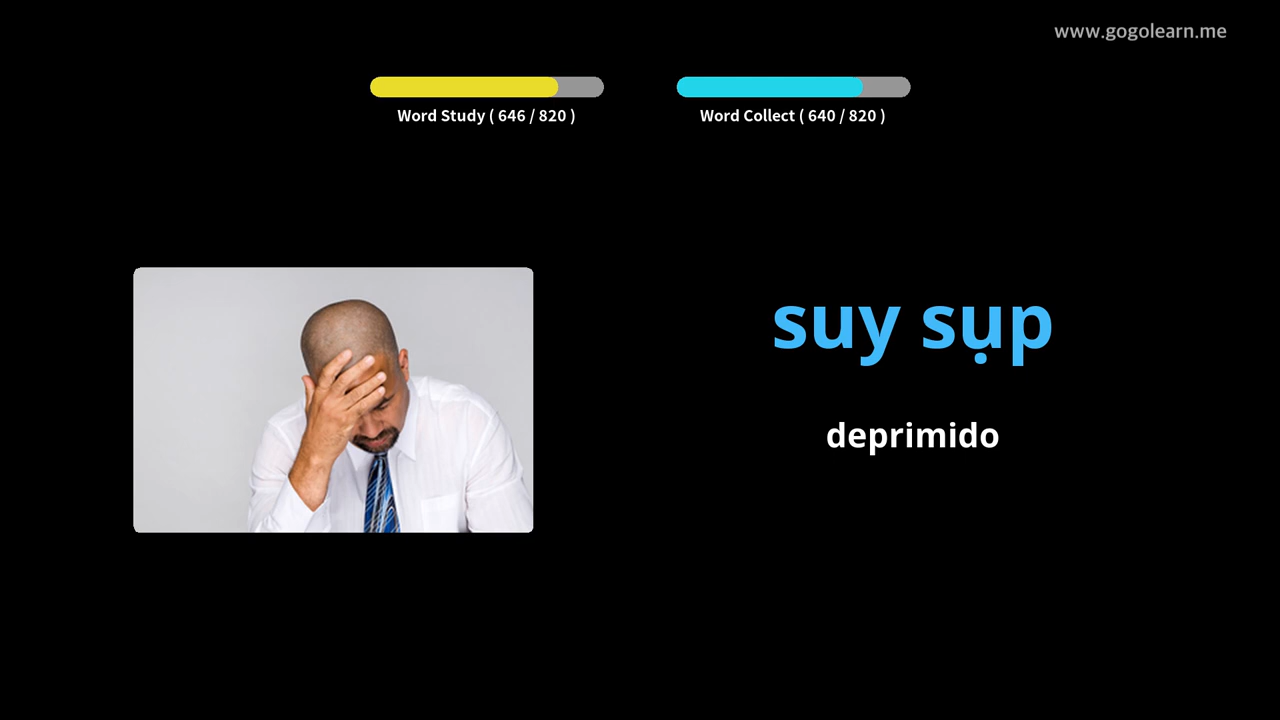 www.gogolearn.me
Word Study ( 646 / 820 )
Word Collect ( 640 / 820 )
suy sụp
deprimido